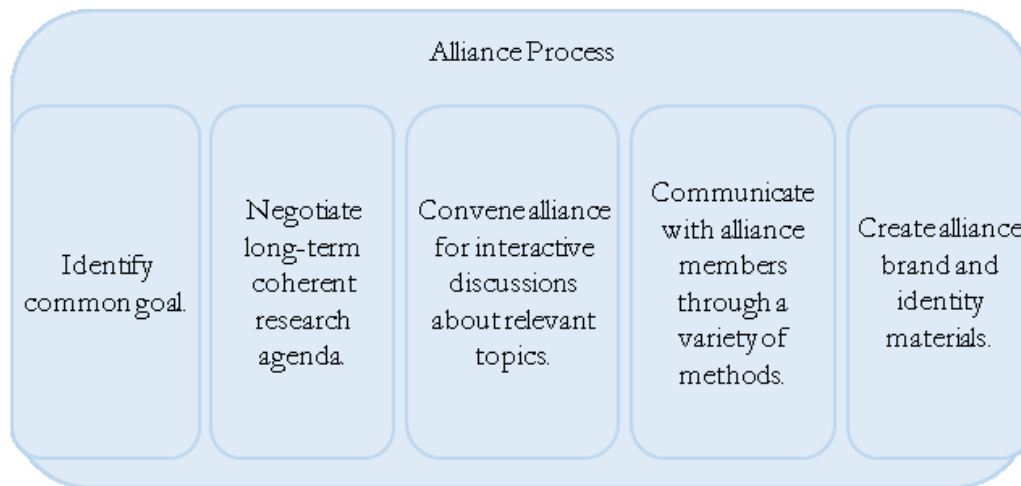 Alliance Process
Identify
common goal.
Negotiate
long-term
coherent
research
agenda.
Convene alliance
for interactive
discussions
about relevant
topics.
Communicate
with alliance
members
through a
variety of
methods.
Create alliance
brand and
identity
materials.